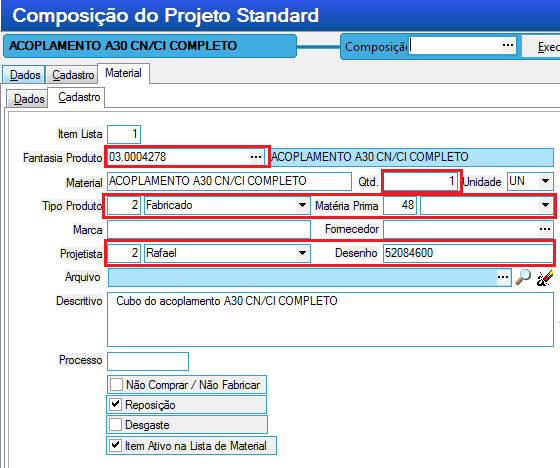 Composição do Projeto Standard
ACOPLAMENTO A30 CN/CI COMPLETO Composição ... Exec
Dados Cadastro Material
Dados Cadastro
Item Lista 1
Fantasia Produto 03.0004278 ... ACOPLAMENTO A30 CN/CI COMPLETO
Material ACOPLAMENTO A30 CN/CI COMPLETO Qtd. 1 Unidade UN
Tipo Produto 2 Fabricado Matéria Prima 48
Marca Fornecedor ...
Projetista 2 Rafael Desenho 52084600
Arquivo ...
Descritivo Cubo do acoplamento A30 CN/CI COMPLETO
Processo
Não Comprar / Não Fabricar
Reposição
Desgaste
Item Ativo na Lista de Material